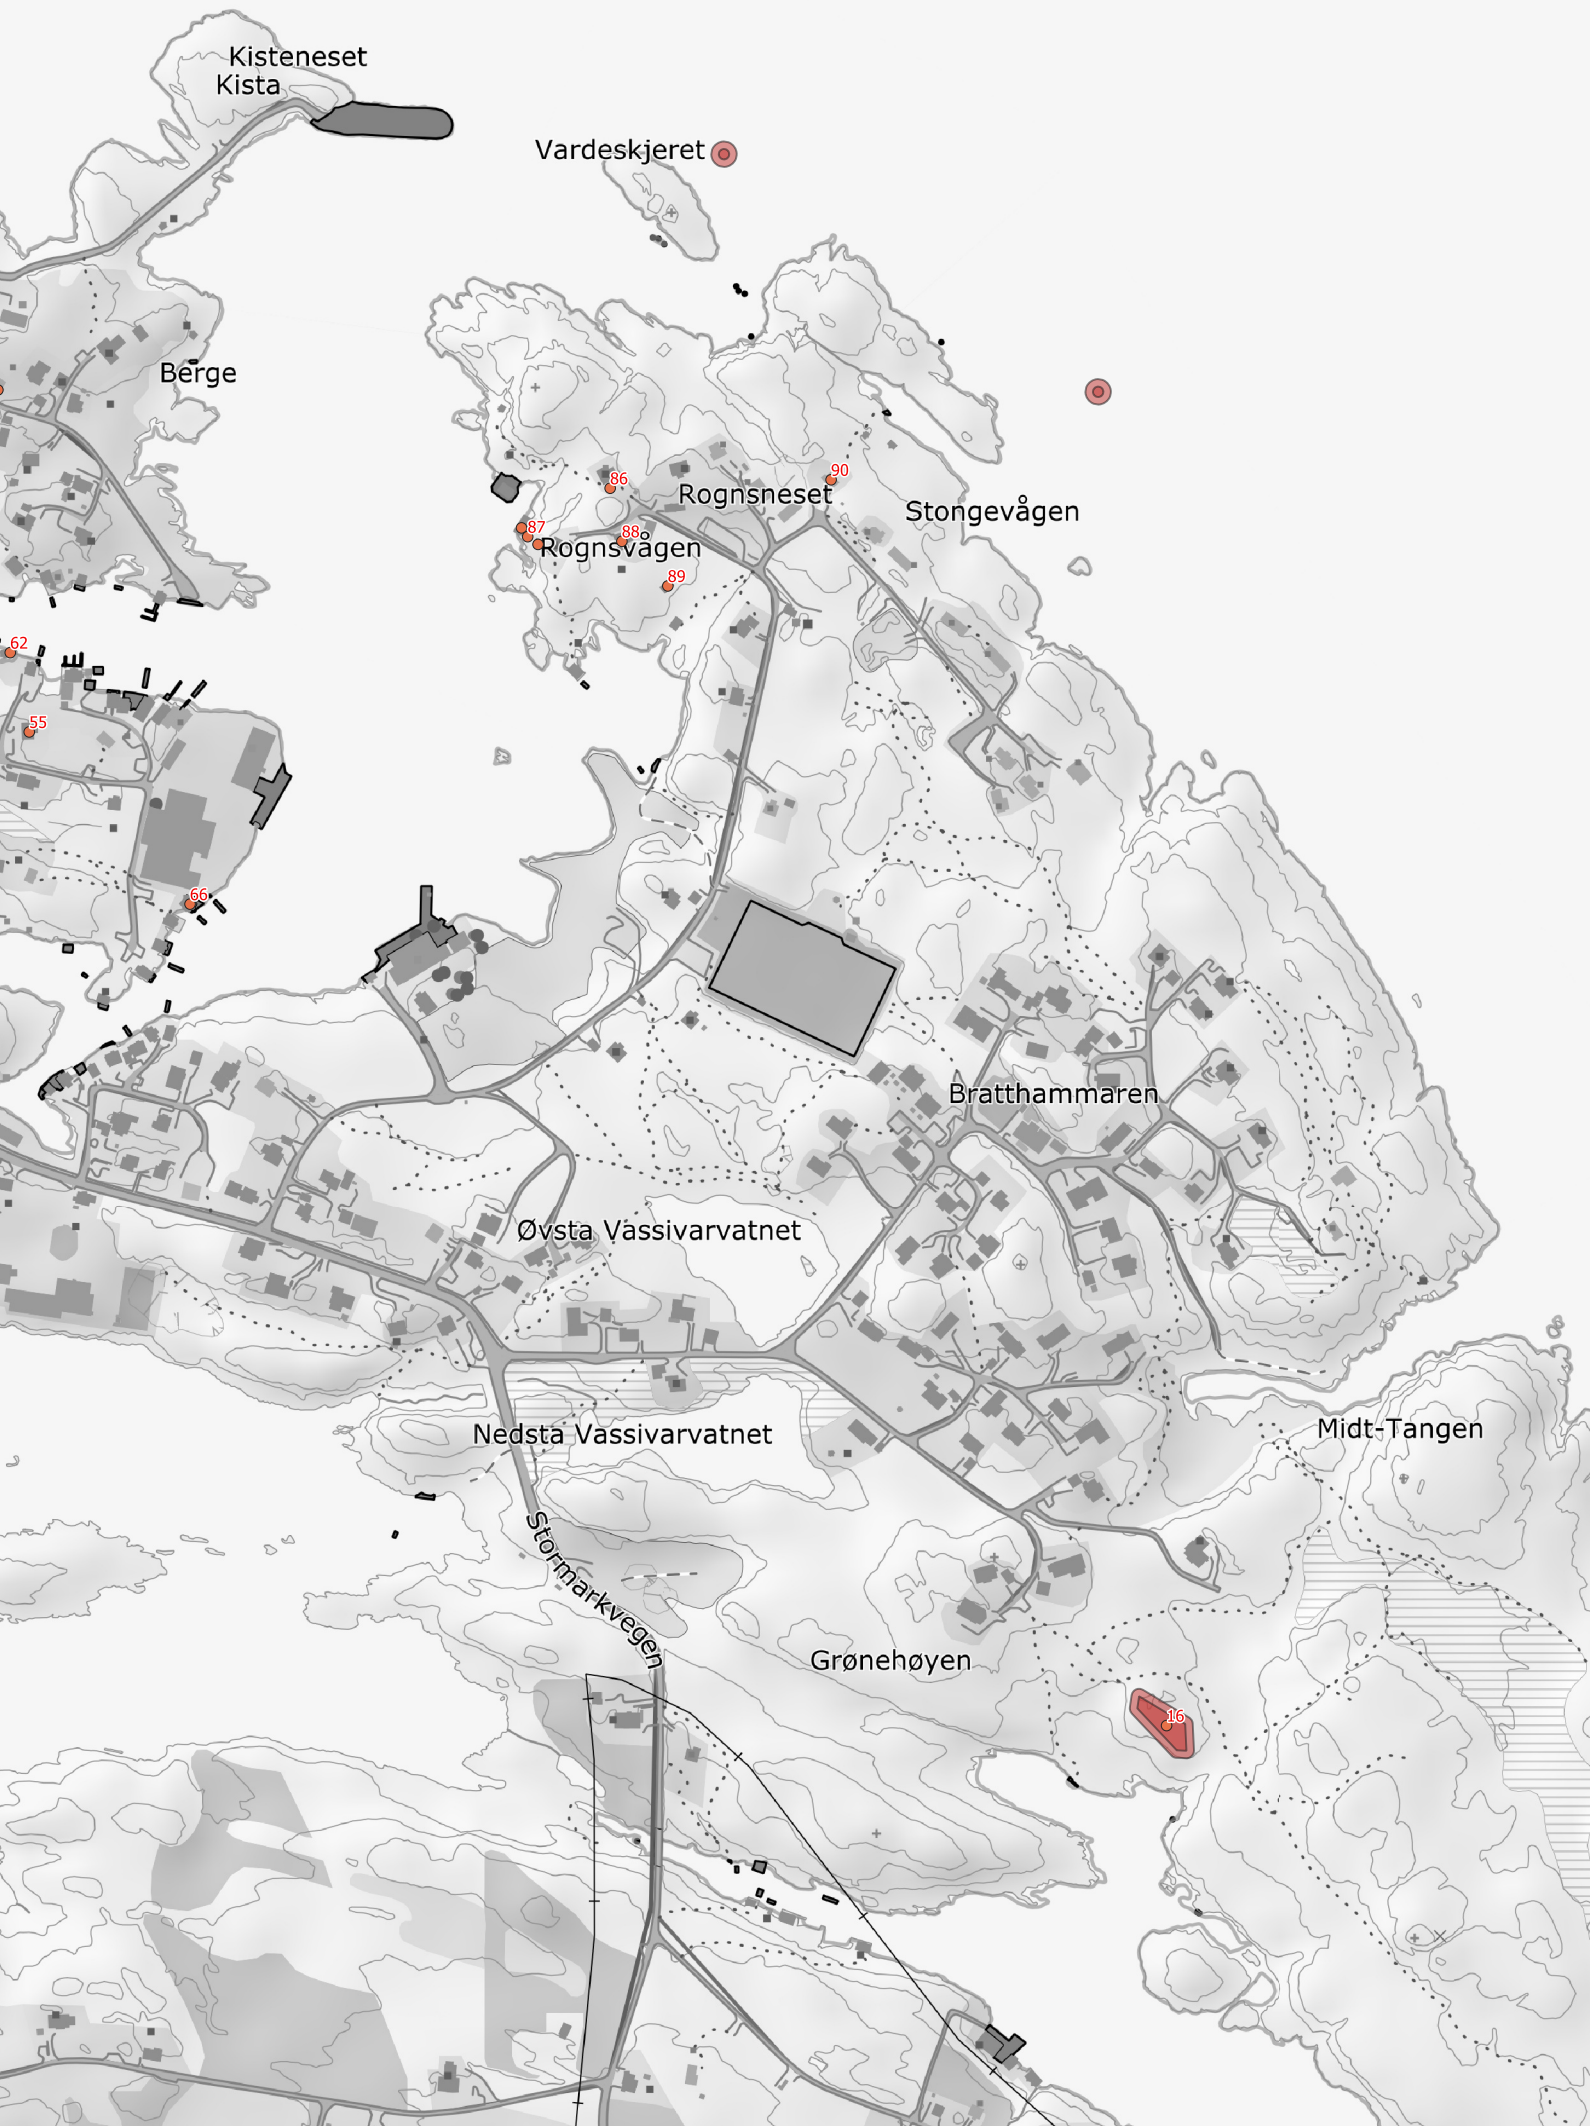 Kisteneset
Kista
Vardeskjeret
Berge
90
86
Rognsneset
Stongevågen
87
88
Rognsvågen
89
62
55
66
Bratthammaren
Øvsta Vassivarvatnet
Midt-Tangen
Nedsta Vassivarvatnet
Stormarkvegen
Grønehøyen
16